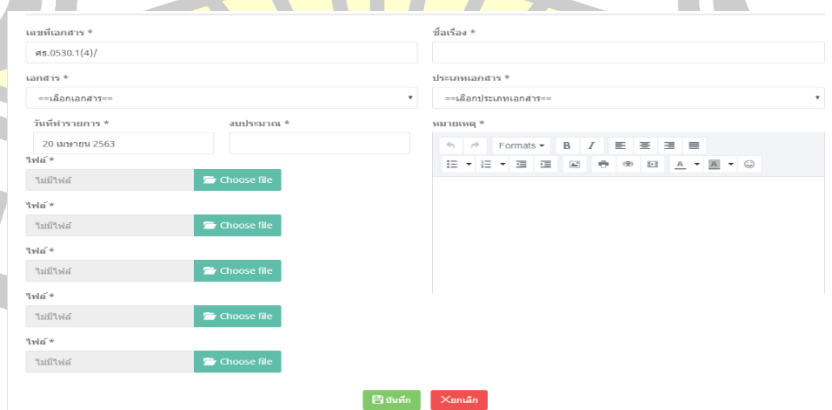 เลขที่เอกสาร *
ศธ.0530.1(4)/
ชื่อเรื่อง *
เอกสาร *
==เลือกเอกสาร==
ประเภทเอกสาร *
==เลือกประเภทเอกสาร==
วันที่ทำรายการ *
20 เมษายน 2563
งบประมาณ *
หมายเหตุ *
Formats B I
A A
ไฟล์ *
ไม่มีไฟล์ Choose file
ไฟล์ *
ไม่มีไฟล์ Choose file
ไฟล์ *
ไม่มีไฟล์ Choose file
ไฟล์ *
ไม่มีไฟล์ Choose file
ไฟล์ *
ไม่มีไฟล์ Choose file
บันทึก ยกเลิก